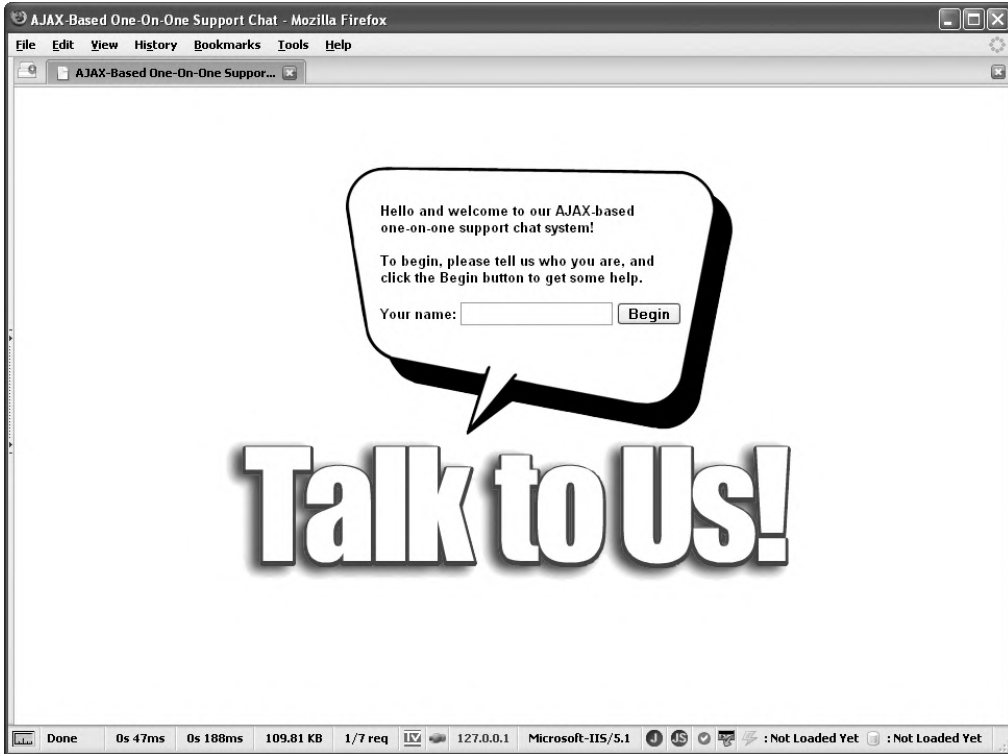 AJAX-Based One-On-One Support Chat - Mozilla Firefox
File Edit View History Bookmarks Tools Help
AJAX-Based One-On-One Suppor...
Hello and welcome to our AJAX-based
one-on-one support chat system!
To begin, please tell us who you are, and
click the Begin button to get some help.
Your name: Begin
Talk to Us!
Done 0s 47ms 0s 188ms 109.81 KB 1/7 req 127.0.0.1 Microsoft-IIS/5.1 J JS : Not Loaded Yet : Not Loaded Yet